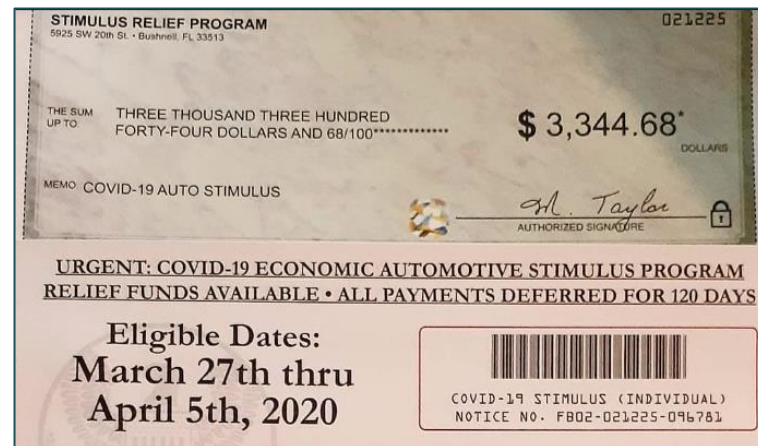 STIMULUS RELIEF PROGRAM
5925 SW 20th St. • Bushnell, FL 33513
021225
THE SUM
UP TO
THREE THOUSAND THREE HUNDRED
FORTY-FOUR DOLLARS AND 68/100*************
$ 3,344.68*
DOLLARS
MEMO COVID-19 AUTO STIMULUS
M. Taylor
AUTHORIZED SIGNATURE
URGENT: COVID-19 ECONOMIC AUTOMOTIVE STIMULUS PROGRAM
RELIEF FUNDS AVAILABLE • ALL PAYMENTS DEFERRED FOR 120 DAYS
Eligible Dates:
March 27th thru
April 5th, 2020
COVID-19 STIMULUS (INDIVIDUAL)
NOTICE NO. FB02-021225-096781